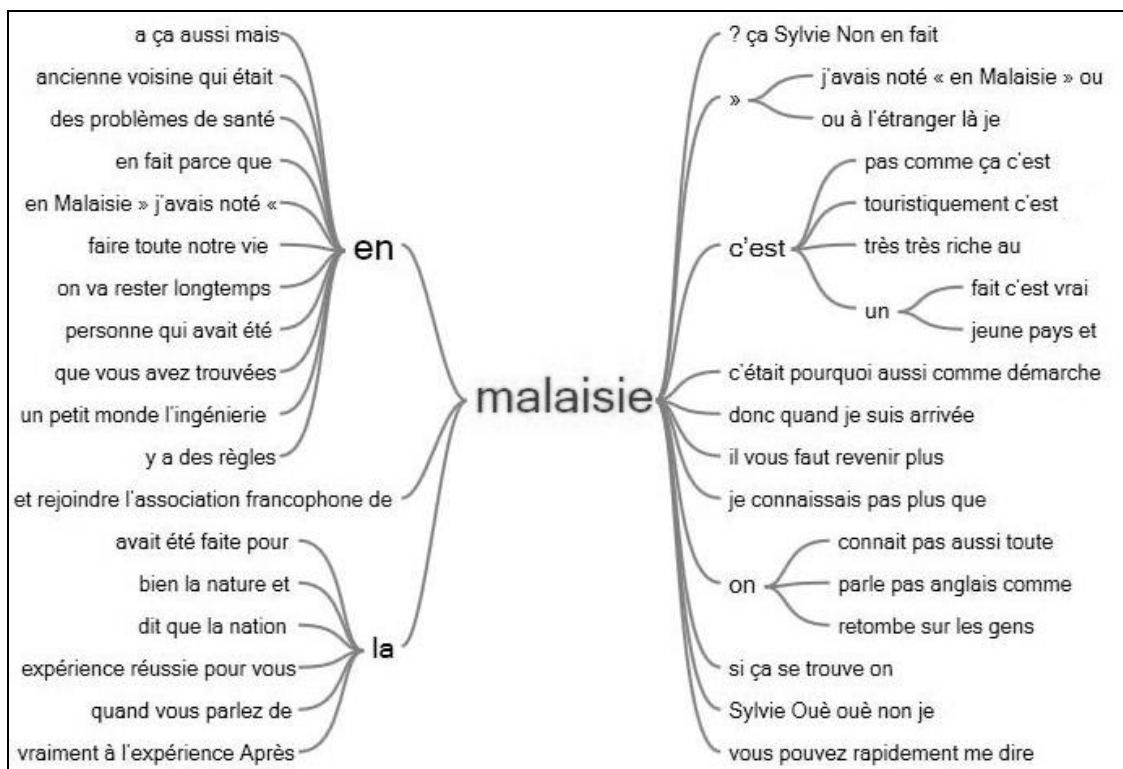 a ça aussi mais
ancienne voisine qui était
des problèmes de santé
en fait parce que
en Malaisie » j’avais noté «
faire toute notre vie
on va rester longtemps
personne qui avait été
que vous avez trouvées
un petit monde l’ingénierie
y a des règles
en
et rejoindre l’association francophone de
avait été faite pour
bien la nature et
dit que la nation
expérience réussie pour vous
quand vous parlez de
vraiment à l’expérience Après
la
malaisie
? ça Sylvie Non en fait
»
j’avais noté « en Malaisie » ou
ou à l’étranger là je
c’est
pas comme ça c’est
touristiquement c’est
très très riche au
un
fait c’est vrai
jeune pays et
c’était pourquoi aussi comme démarche
donc quand je suis arrivée
il vous faut revenir plus
je connaissais pas plus que
on
connait pas aussi toute
parle pas anglais comme
retombe sur les gens
si ça se trouve on
Sylvie Ouè ouè non je
vous pouvez rapidement me dire